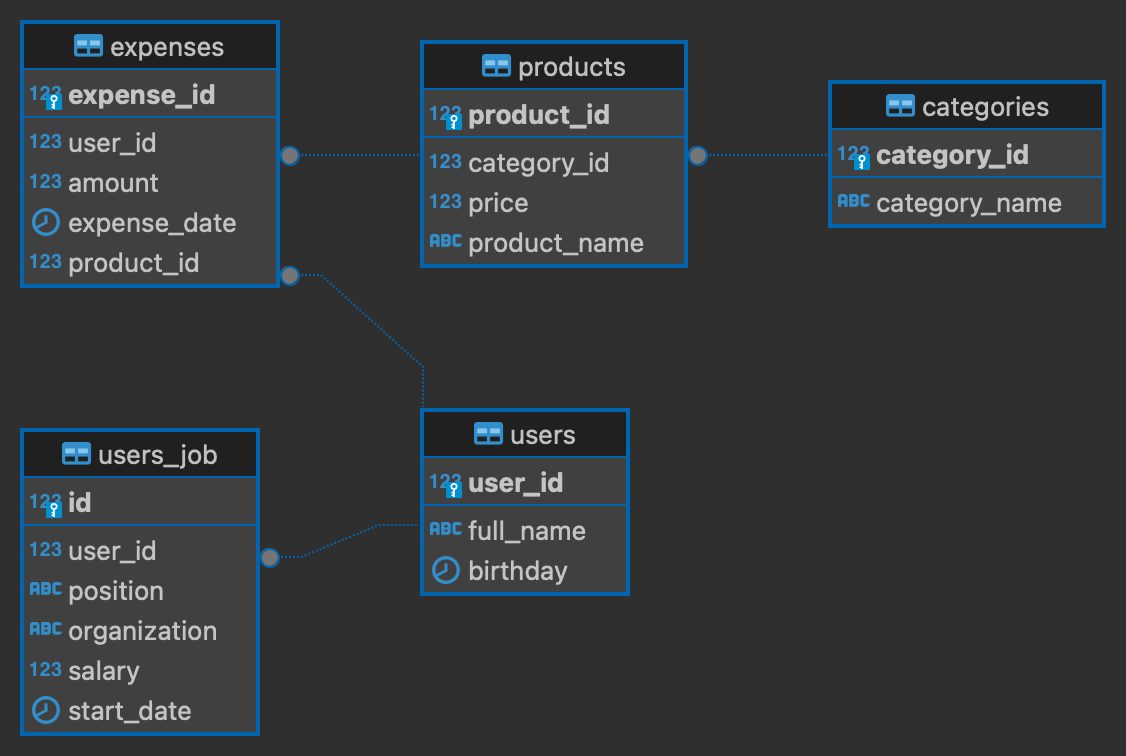 expenses
123 expense_id
123 user_id
123 amount
expense_date
123 product_id
products
123 product_id
123 category_id
123 price
ABC product_name
categories
123 category_id
ABC category_name
users_job
123 id
123 user_id
ABC position
ABC organization
123 salary
start_date
users
123 user_id
ABC full_name
birthday